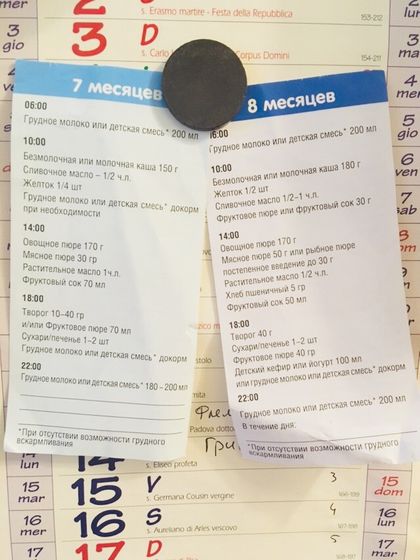 mer
3
gio
3
D
s. Erasmo martire - Festa della Repubblica
153-212
Corpus Domini
154-211
7 месяцев
06:00
Грудное молоко или детская смесь* 200 мл
10:00
Безмолочная или молочная каша 150 г
Сливочное масло – 1/2 ч.л.
Желток 1/4 шт
Грудное молоко или детская смесь* докорм
при необходимости
14:00
Овощное пюре 170 г
Мясное пюре 30 гр
Растительное масло 1ч.л.
Фруктовый сок 70 мл
18:00
Творог 10–40 гр
и/или Фруктовое пюре 70 мл
Сухари/печенье 1–2 шт
Грудное молоко или детская смесь* докорм
22:00
Грудное молоко или детская смесь* 180 – 200 мл
*При отсутствии возможности грудного
вскармливания
8 месяцев
Грудное молоко или детская смесь* 200 мл
10:00
Безмолочная или молочная каша 180 г
Желток 1/2 шт
Сливочное масло 1/2–1 ч.л.
Фруктовое пюре или фруктовый сок 30 г
14:00
Овощное пюре 170 г
Мясное пюре 50 г или рыбное пюре
постепенное введение до 30 г
Растительное масло 1/2 ч.л.
Хлеб пшеничный 5 гр
Фруктовый сок 50 мл
18:00
Творог 40 г
Сухари/печенье 1–2 шт
Фруктовое пюре 40 гр
Детский кефир или йогурт 100 мл
или грудное молоко или детская смесь* докорм
22:00
Грудное молоко или детская смесь* 200 мл
В течение дня:
*При отсутствии возможности грудного
вскармливания
Padova dotto
14
lun
14
s. Eliseo profeta
15
mar
15
V
s. Germana Cousin vergine
3
15
dom
16
mer
16
S
s. Aureliano di Arles vescovo
4
16
lun
17
17
D
5